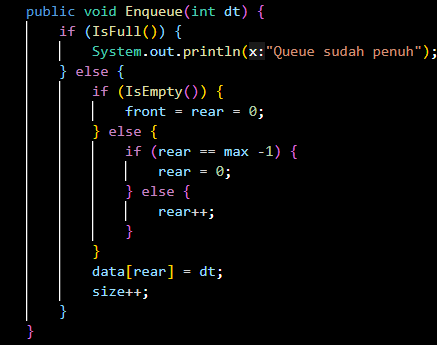 public void Enqueue(int dt) {
    if (IsFull()) {
        System.out.println(x:"Queue sudah penuh");
    } else {
        if (IsEmpty()) {
            front = rear = 0;
        } else {
            if (rear == max -1) {
                rear = 0;
            } else {
                rear++;
            }
        }
        data[rear] = dt;
        size++;
    }
}